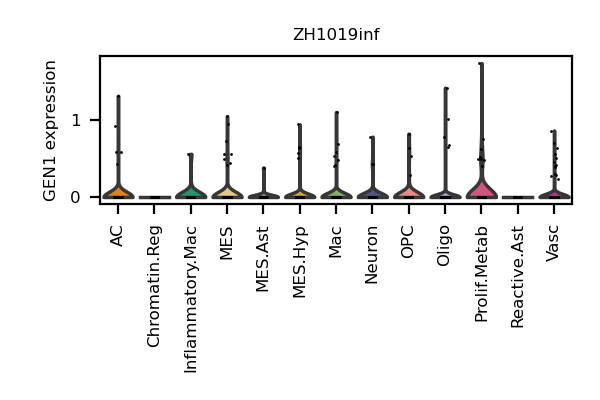 ZH1019inf
GEN1 expression
1
0
AC
Chromatin.Reg
Inflammatory.Mac
MES
MES.Ast
MES.Hyp
Mac
Neuron
OPC
Oligo
Prolif.Metab
Reactive.Ast
Vasc